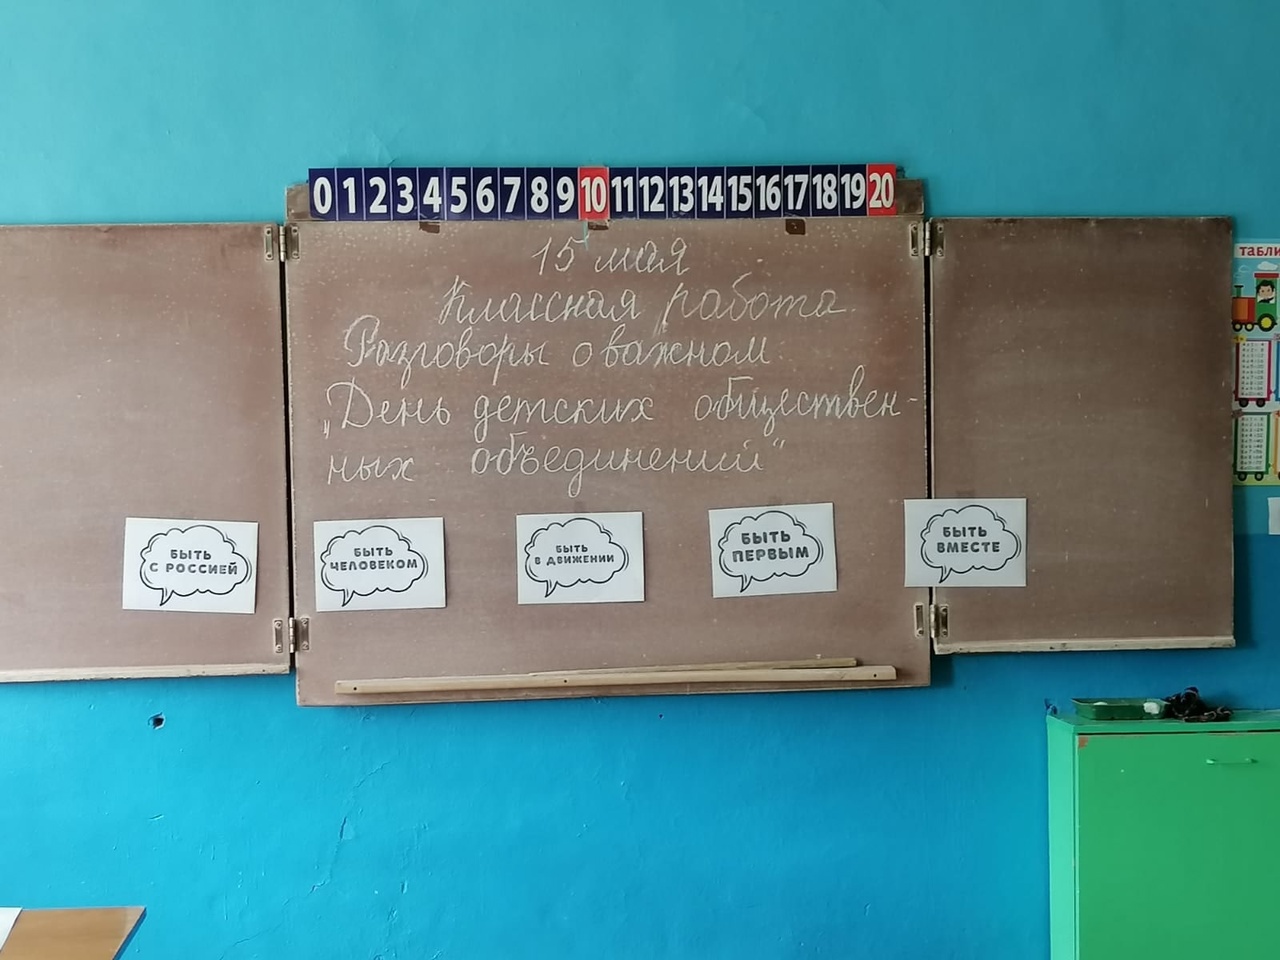 0 1 2 3 4 5 6 7 8 9 10 11 12 13 14 15 16 17 18 19 20
15 мая
Классная работа
Разговоры о важном
„День детских обществен-
ных объединений“
БЫТЬ
С РОССИЕЙ
БЫТЬ
ЧЕЛОВЕКОМ
БЫТЬ
В ДВИЖЕНИИ
БЫТЬ
ПЕРВЫМ
БЫТЬ
ВМЕСТЕ
ТАБЛИ